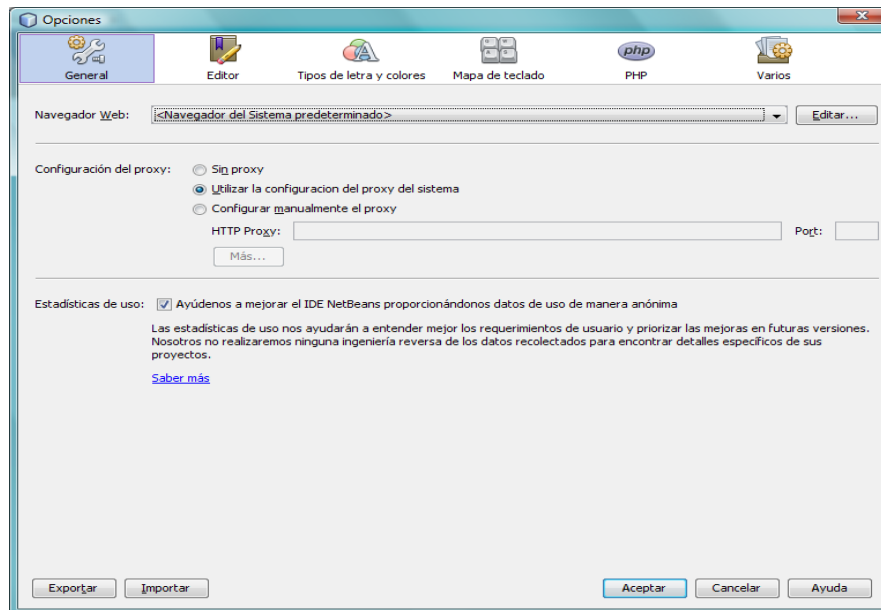 Opciones
General
Editor
Tipos de letra y colores
Mapa de teclado
php
PHP
Varios
Navegador Web: <Navegador del Sistema predeterminado> Editar...
Configuración del proxy: Sin proxy
Utilizar la configuracion del proxy del sistema
Configurar manualmente el proxy
HTTP Proxy: Port:
Más...
Estadísticas de uso: Ayúdenos a mejorar el IDE NetBeans proporcionándonos datos de uso de manera anónima
Las estadísticas de uso nos ayudarán a entender mejor los requerimientos de usuario y priorizar las mejoras en futuras versiones.
Nosotros no realizaremos ninguna ingeniería reversa de los datos recolectados para encontrar detalles específicos de sus
proyectos.
Saber más
Exportar Importar Aceptar Cancelar Ayuda